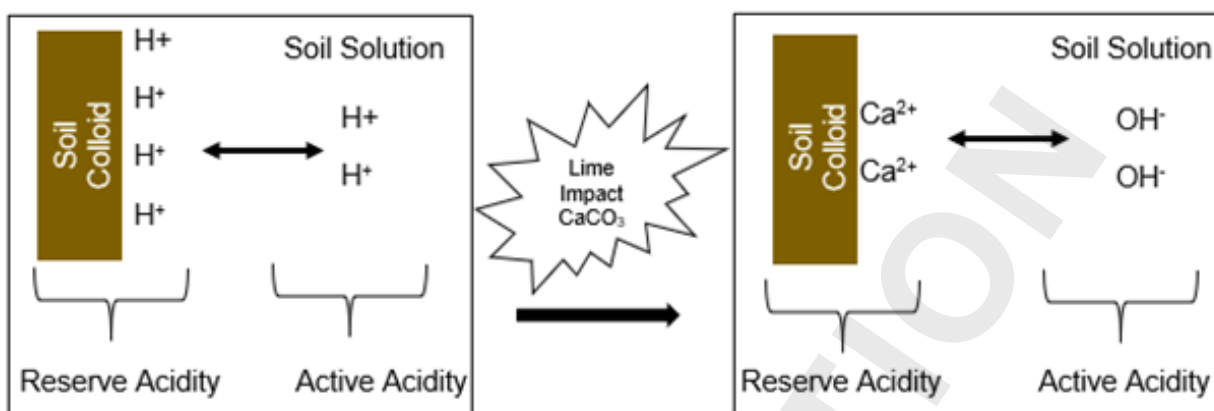 H+
Soil Solution
H⁺
H⁺
H⁺
Soil
Colloid
H+
H⁺
Reserve Acidity
Active Acidity
Lime
Impact
CaCO₃
Soil Solution
Soil
Colloid
Ca²⁺
Ca²⁺
OH⁻
OH⁻
Reserve Acidity
Active Acidity
TION